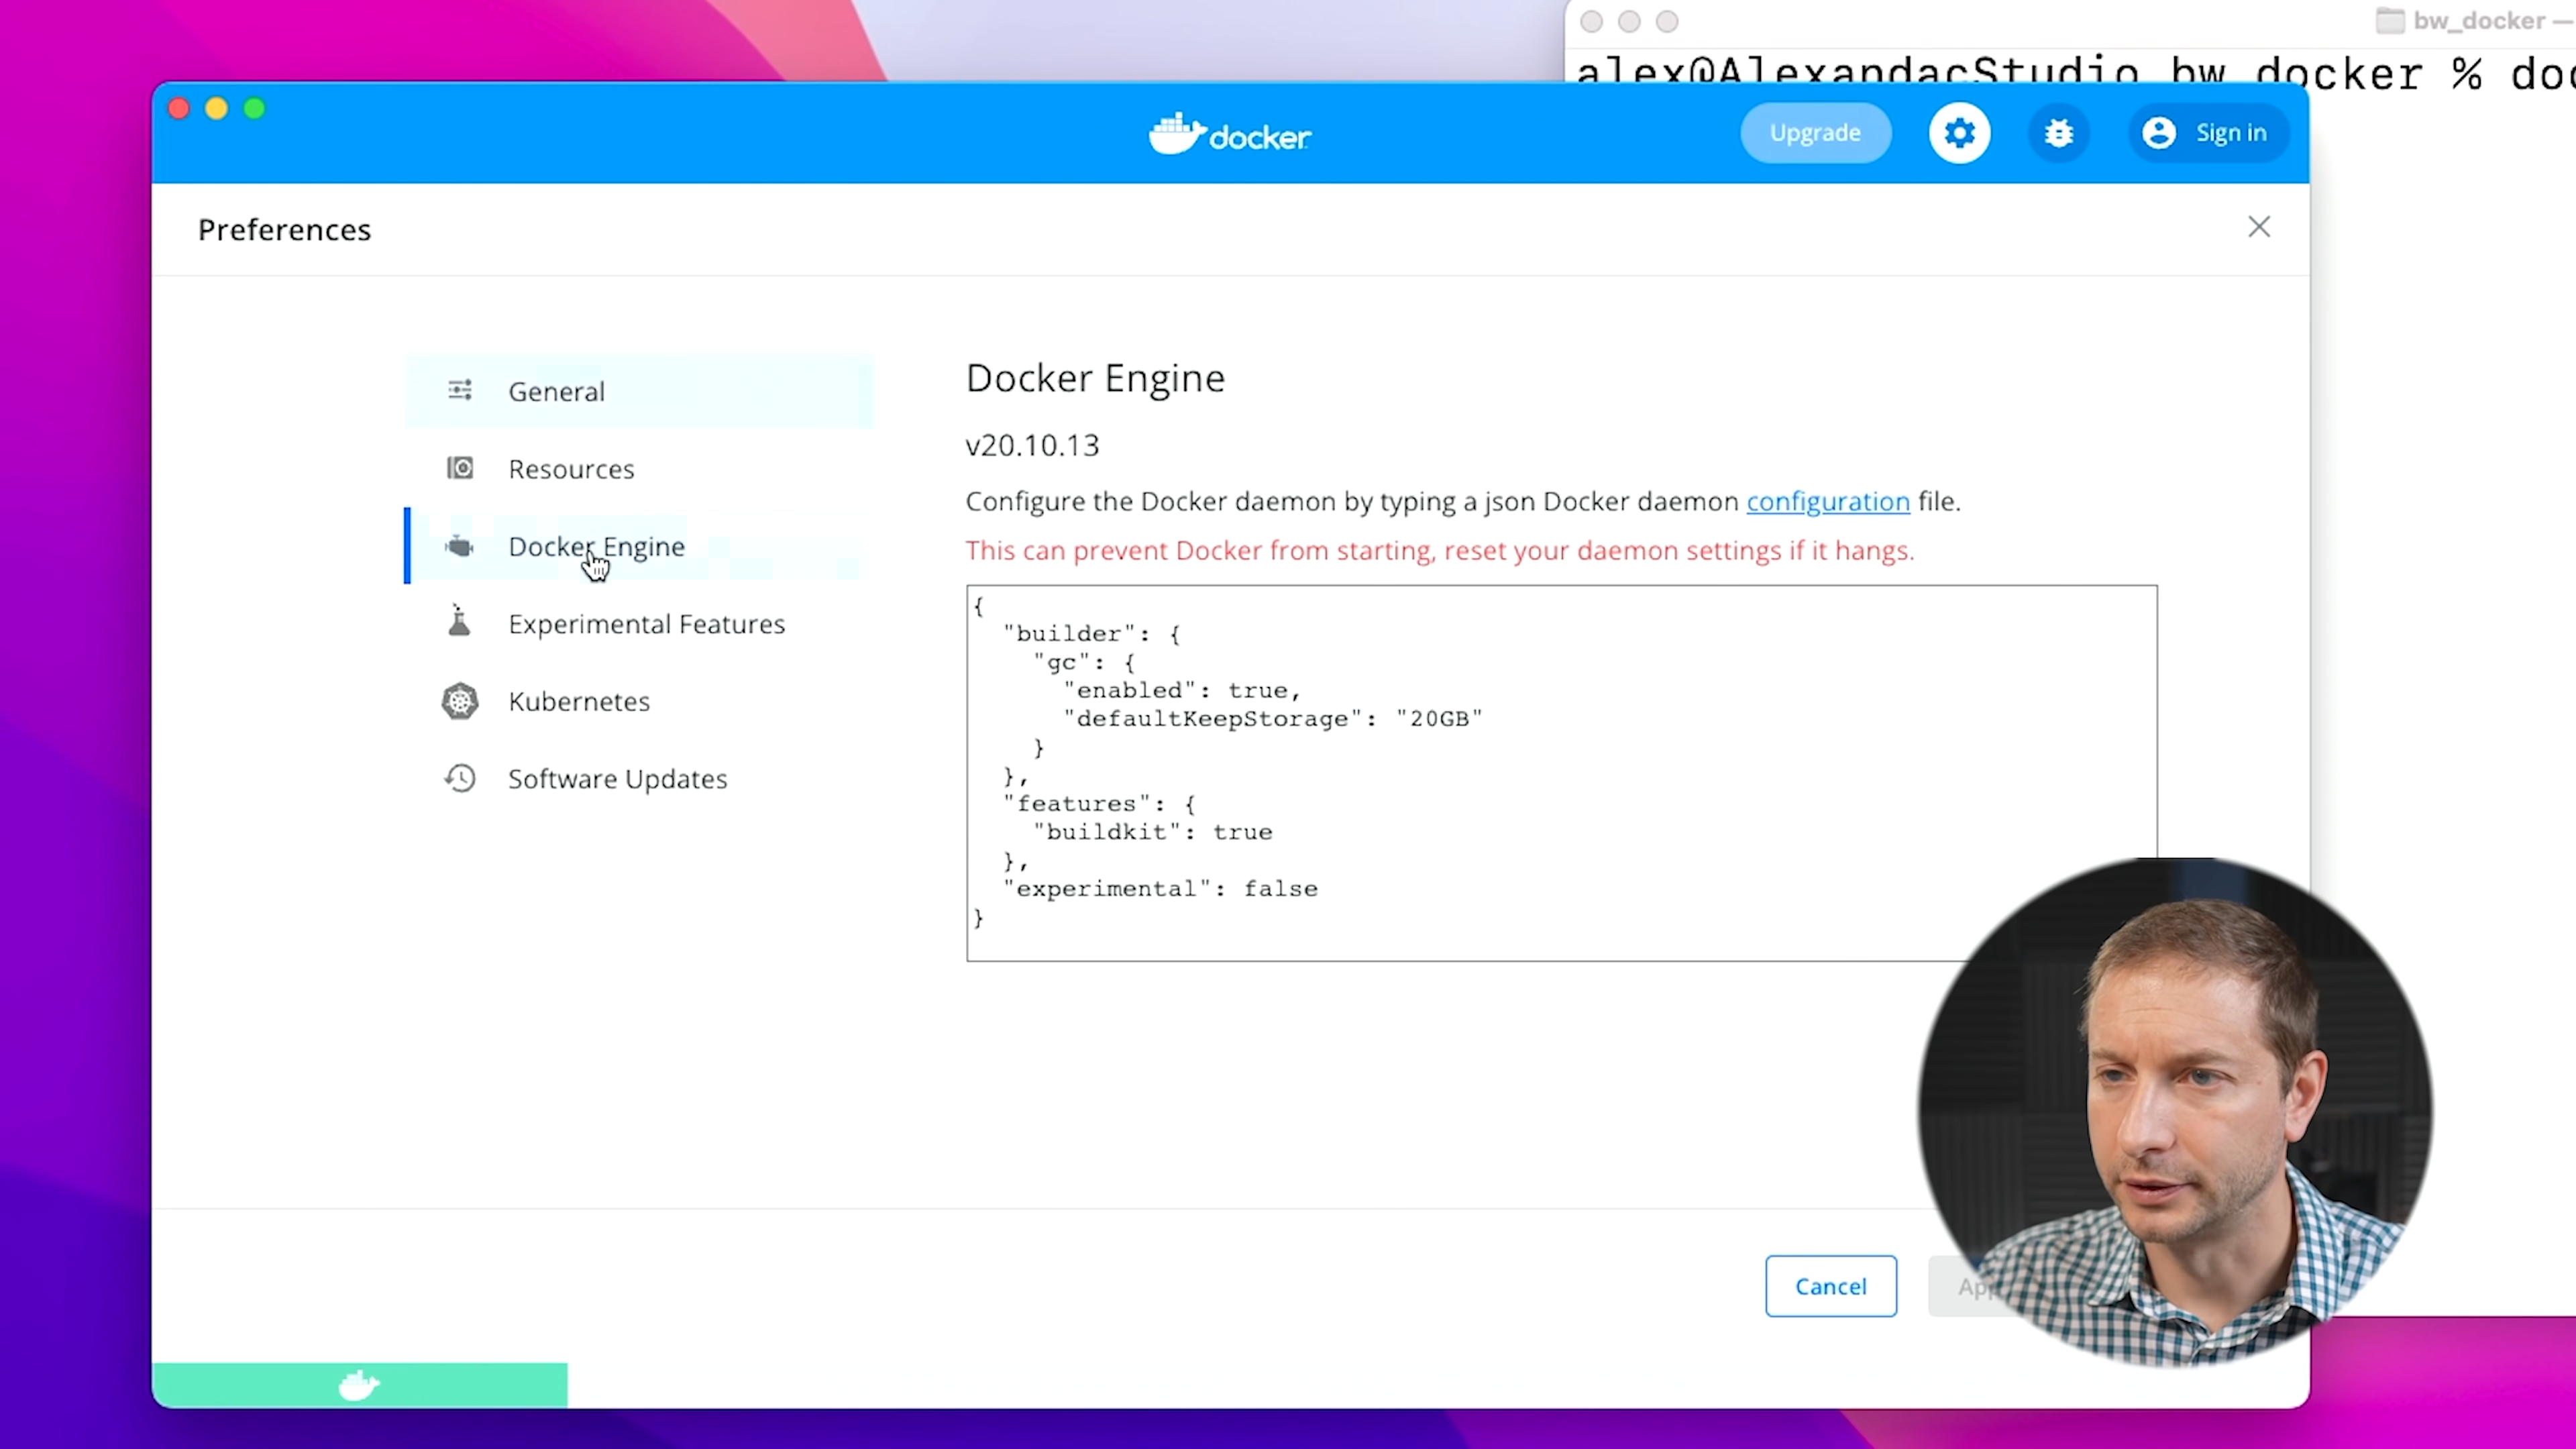 bw_docker —
alex@AlexandacStudio bw_docker % doc
docker
Upgrade
Sign in
Preferences
General
Resources
Docker Engine
Experimental Features
Kubernetes
Software Updates
Docker Engine
v20.10.13
Configure the Docker daemon by typing a json Docker daemon configuration file.
This can prevent Docker from starting, reset your daemon settings if it hangs.
{
"builder": {
"gc": {
"enabled": true,
"defaultKeepStorage": "20GB"
}
},
"features": {
"buildkit": true
},
"experimental": false
}
Cancel